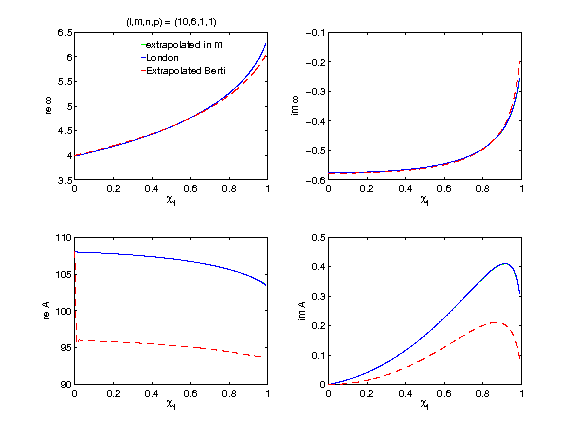 (l,m,n,p) = (10,6,1,1)
6.5
6
5.5
5
4.5
4
3.5
re ω
extrapolated in m
London
Extrapolated Berti
0 0.2 0.4 0.6 0.8 1
χf
−0.1
−0.2
−0.3
−0.4
−0.5
−0.6
im ω
0 0.2 0.4 0.6 0.8 1
χf
110
105
100
95
90
re A
0 0.2 0.4 0.6 0.8 1
χf
0.5
0.4
0.3
0.2
0.1
0
im A
0 0.2 0.4 0.6 0.8 1
χf